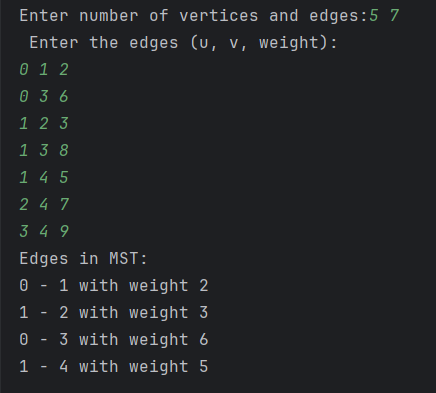 Enter number of vertices and edges:5 7
Enter the edges (u, v, weight):
0 1 2
0 3 6
1 2 3
1 3 8
1 4 5
2 4 7
3 4 9
Edges in MST:
0 - 1 with weight 2
1 - 2 with weight 3
0 - 3 with weight 6
1 - 4 with weight 5